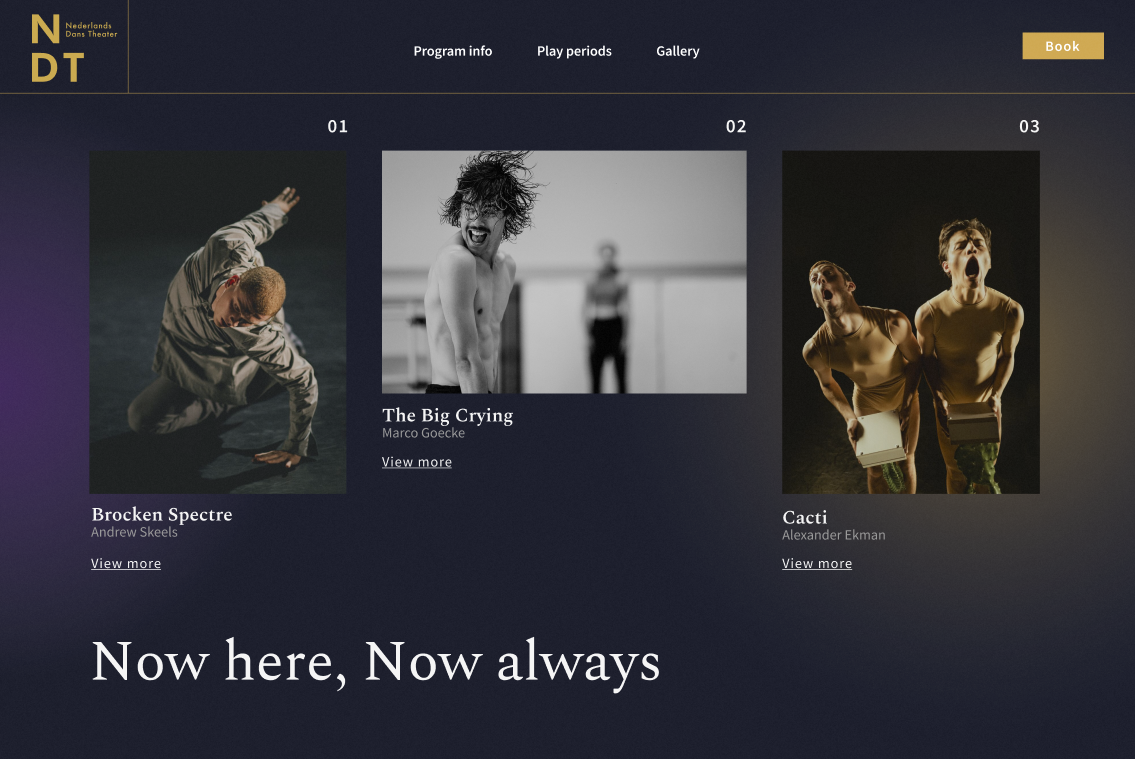 N
Nederlands
Dans Theater
DT
Program info
Play periods
Gallery
Book
01
02
03
Brocken Spectre
Andrew Skeels
View more
The Big Crying
Marco Goecke
View more
Cacti
Alexander Ekman
View more
Now here, Now always